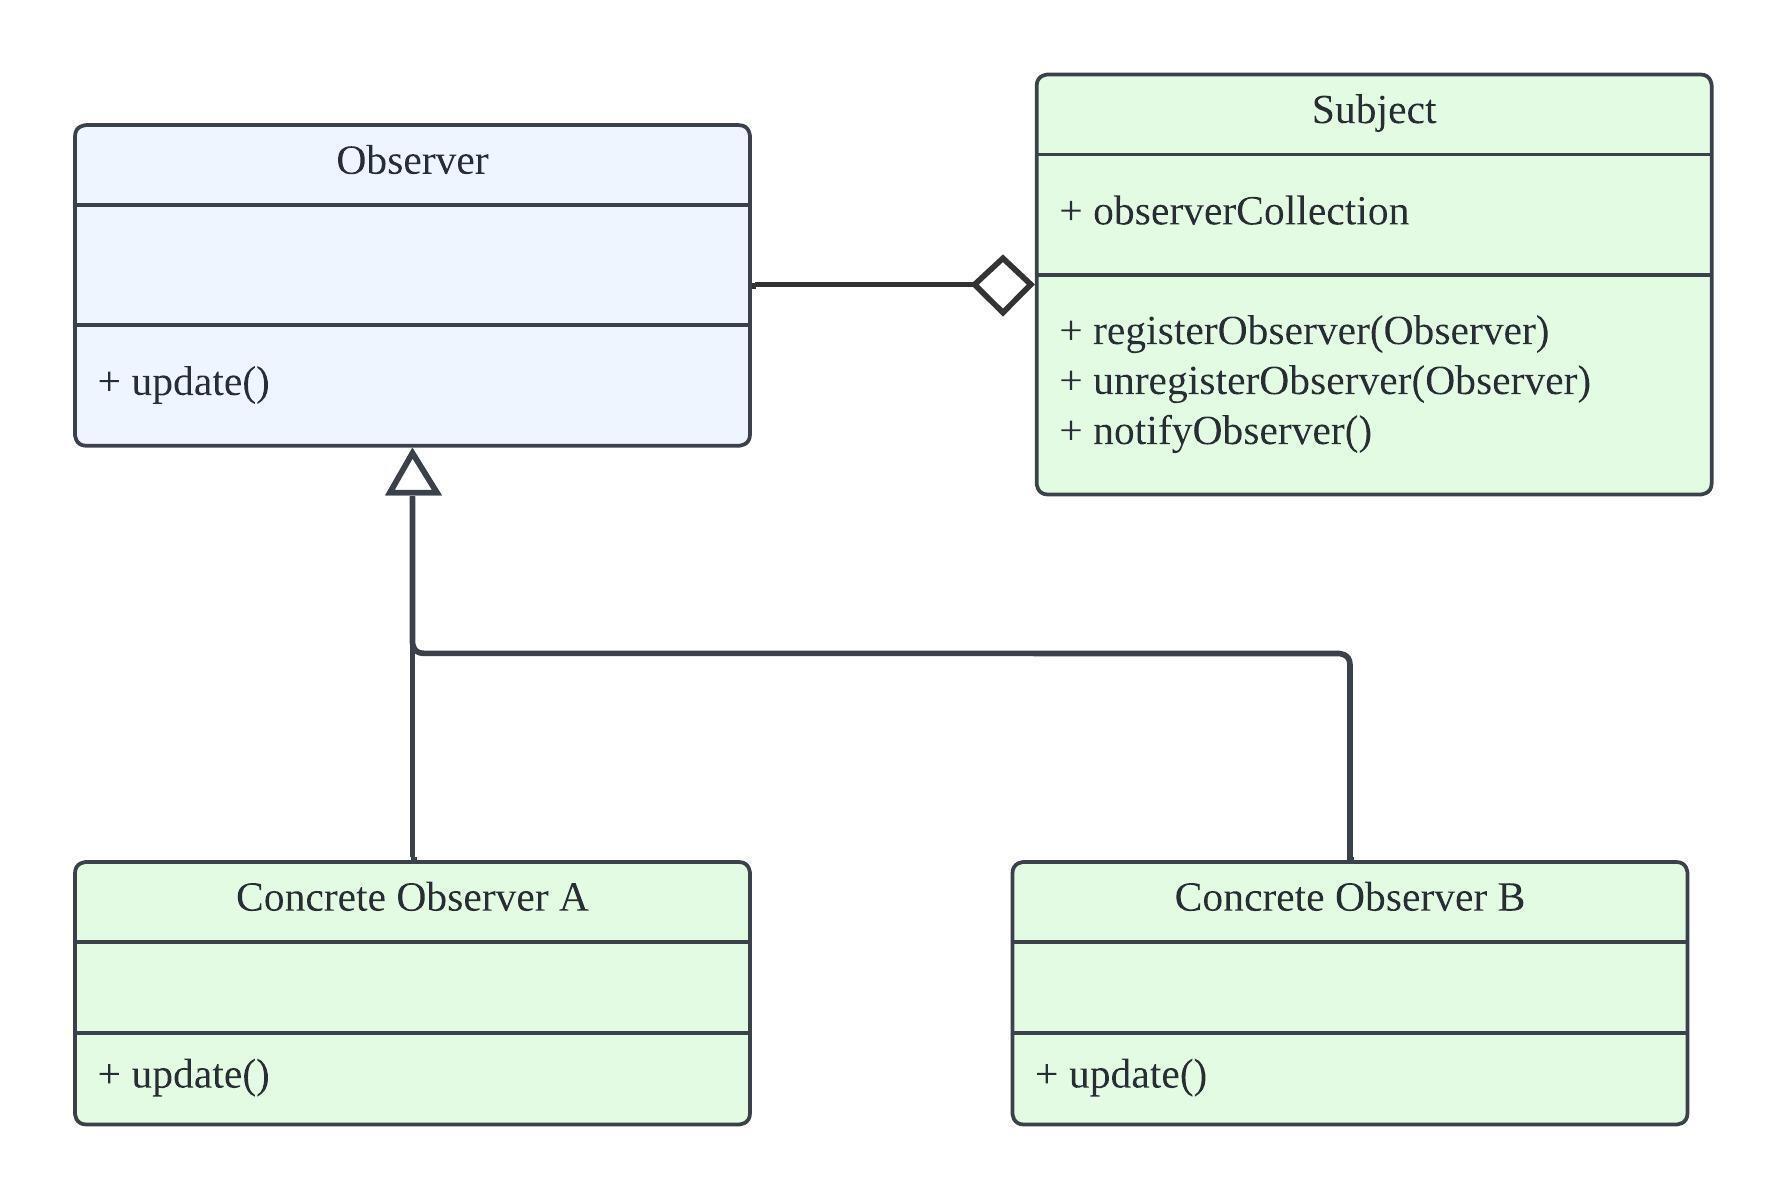 Observer
+ update()
Subject
+ observerCollection
+ registerObserver(Observer)
+ unregisterObserver(Observer)
+ notifyObserver()
Concrete Observer A
+ update()
Concrete Observer B
+ update()